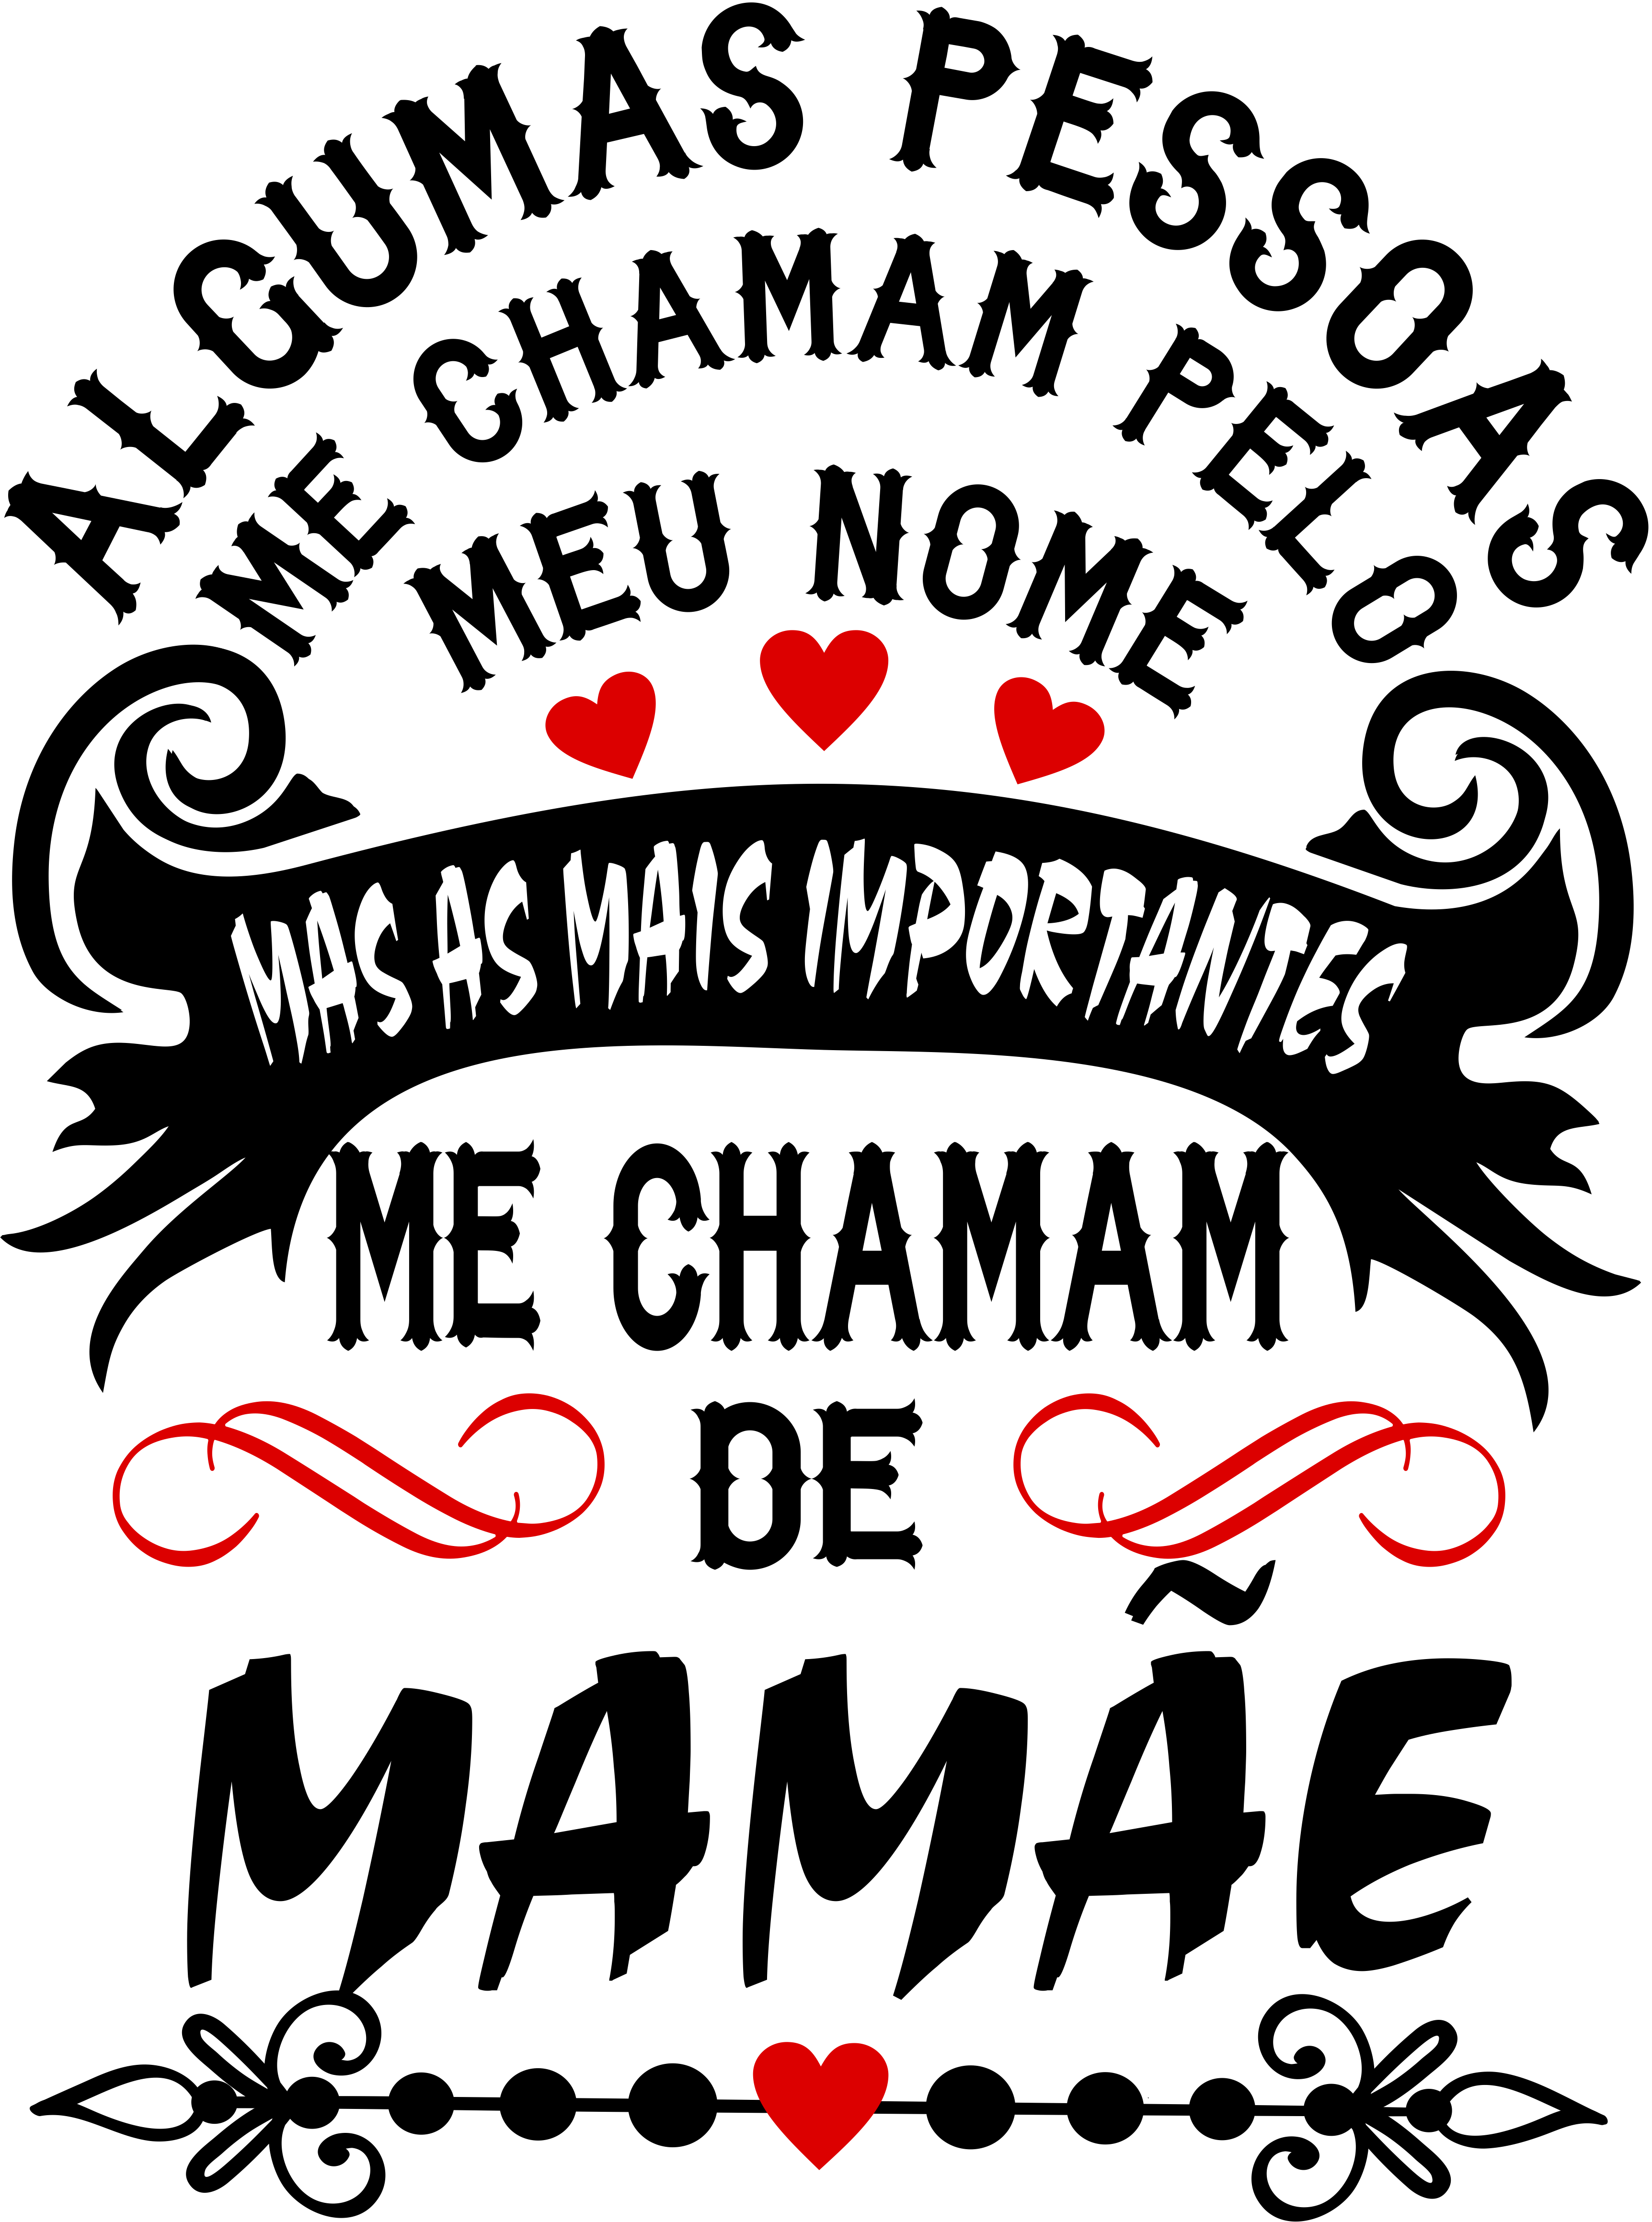 ALGUMAS PESSOAS
ME CHAMAM PELO
MEU NOME
MAS AS MAIS IMPORTANTES
ME CHAMAM
DE
MAMÃE